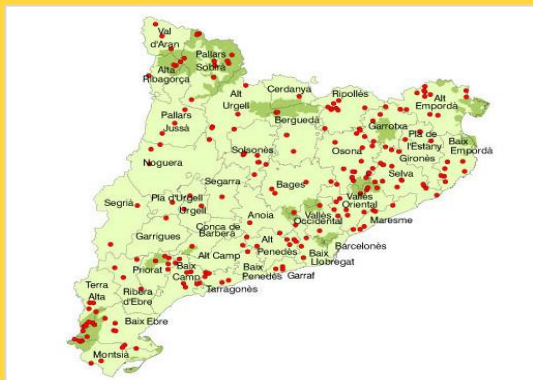 Val
d'Aran
Pallars
Sobirà
Alta
Ribagorça
Alt
Urgell
Cerdanya
Ripollès
Alt
Empordà
Pallars
Jussà
Berguedà
Garrotxa
Pla de
l'Estany
Baix
Empordà
Solsonès
Osona
Gironès
Noguera
Segarra
Bages
Selva
Segrià
Pla d'Urgell
Urgell
Anoia
Vallès
Oriental
Vallès
Occidental
Maresme
Conca de
Barberà
Garrigues
Alt Camp
Alt
Penedès
Barcelonès
Baix
Llobregat
Priorat
Baix
Camp
Baix
Penedès
Garraf
Terra
Alta
Ribera
d'Ebre
Tarragonès
Baix Ebre
Montsià